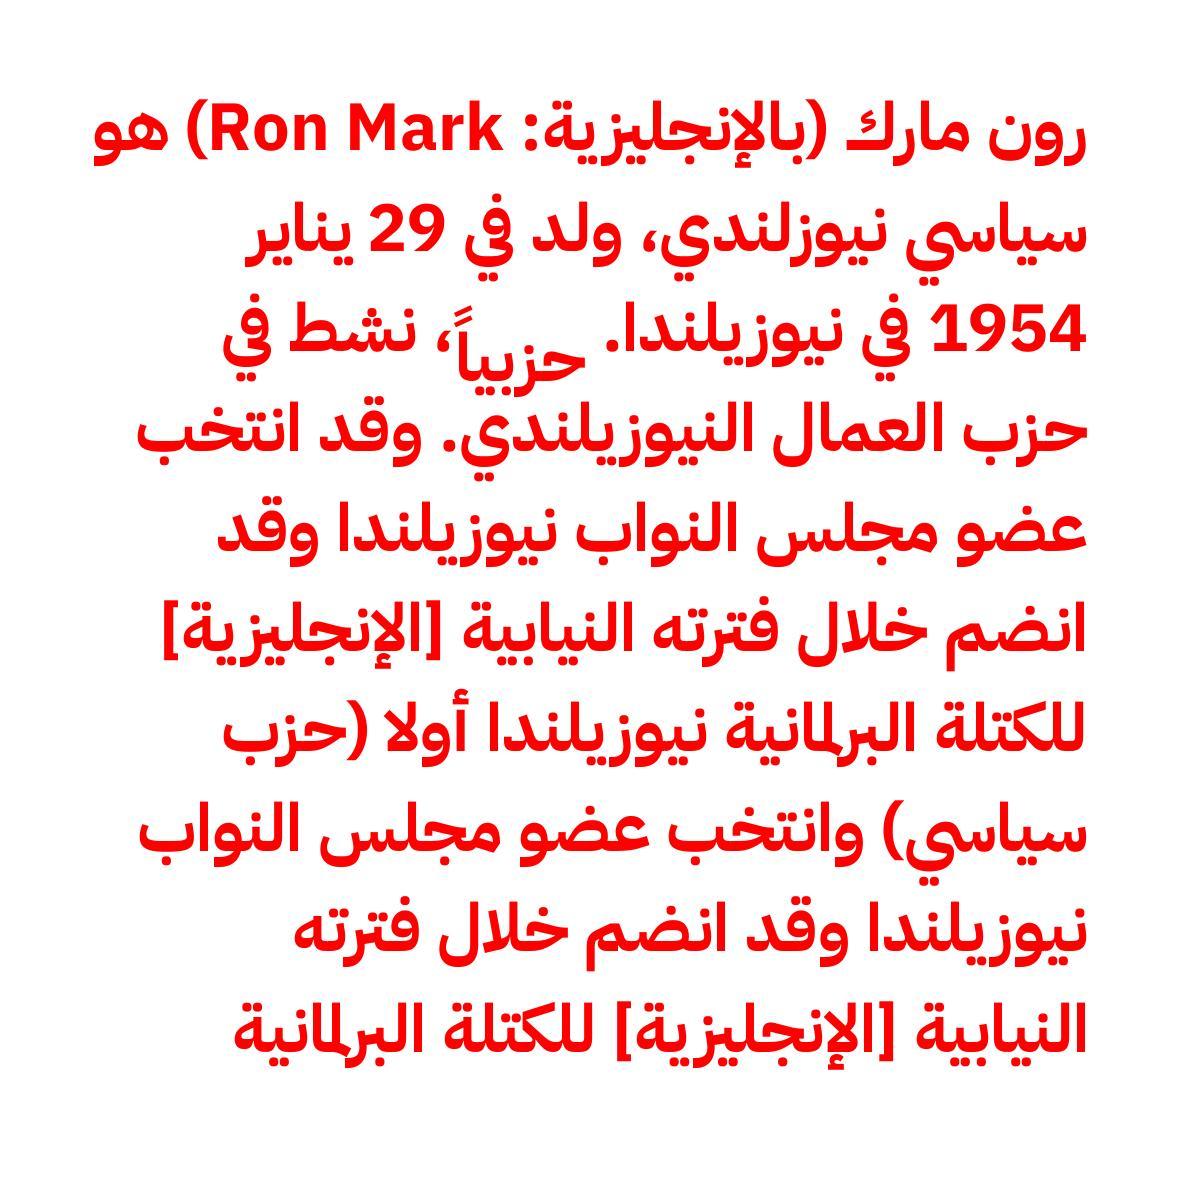 رون مارك (بالإنجليزية: Ron Mark) هو
سياسي نيوزلندي، ولد في 29 يناير
1954 في نيوزيلندا. حزبياً، نشط في
حزب العمال النيوزيلندي. وقد انتخب
عضو مجلس النواب نيوزيلندا وقد
انضم خلال فترته النيابية [الإنجليزية]
للكتلة البرلمانية نيوزيلندا أولا (حزب
سياسي) وانتخب عضو مجلس النواب
نيوزيلندا وقد انضم خلال فترته
النيابية [الإنجليزية] للكتلة البرلمانية